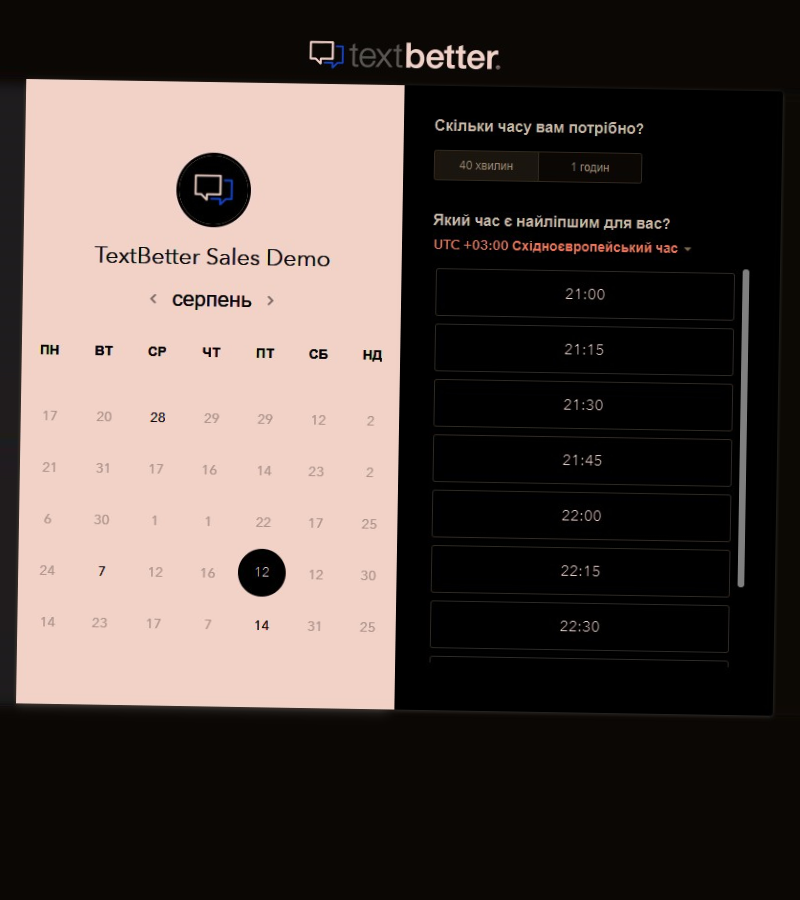 textbetter.
TextBetter Sales Demo
серпень
ПН ВТ СР ЧТ ПТ СБ НД
17 20 28 29 29 12 2
21 31 17 16 14 23 2
6 30 1 1 22 17 25
24 7 12 16 12 12 30
14 23 17 7 14 31 25
Скільки часу вам потрібно?
40 хвилин 1 годин
Який час є найліпшим для вас?
UTC +03:00 Східноєвропейський час
21:00
21:15
21:30
21:45
22:00
22:15
22:30